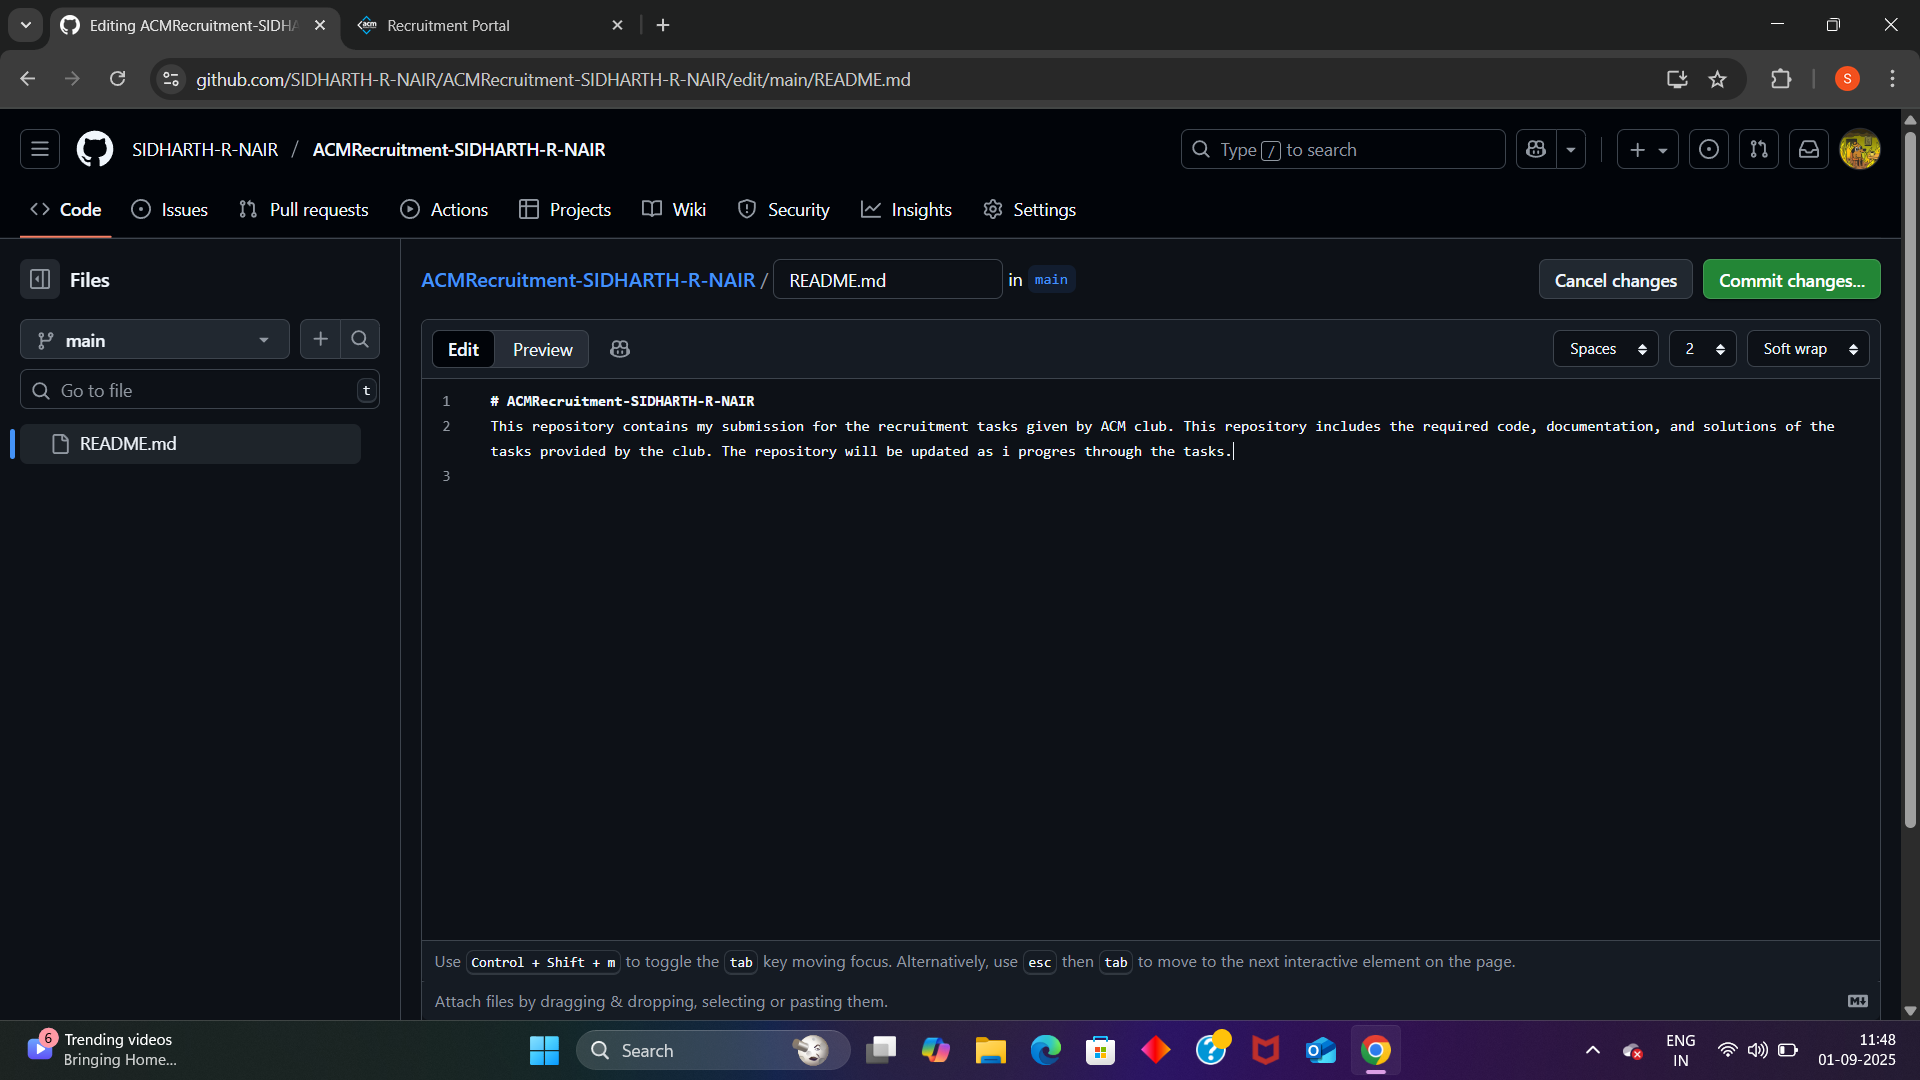 Editing ACMRecruitment-SIDHA
Recruitment Portal
github.com/SIDHARTH-R-NAIR/ACMRecruitment-SIDHARTH-R-NAIR/edit/main/README.md
S
SIDHARTH-R-NAIR / ACMRecruitment-SIDHARTH-R-NAIR
Type / to search
Code
Issues
Pull requests
Actions
Projects
Wiki
Security
Insights
Settings
Files
main
Go to file
t
README.md
ACMRecruitment-SIDHARTH-R-NAIR / README.md in main
Cancel changes
Commit changes...
Edit
Preview
Spaces
2
Soft wrap
1 # ACMRecruitment-SIDHARTH-R-NAIR
2 This repository contains my submission for the recruitment tasks given by ACM club. This repository includes the required code, documentation, and solutions of the
tasks provided by the club. The repository will be updated as i progres through the tasks.
3
Use Control + Shift + m to toggle the tab key moving focus. Alternatively, use esc then tab to move to the next interactive element on the page.
Attach files by dragging & dropping, selecting or pasting them.
6
Trending videos
Bringing Home...
Search
ENG
IN
11:48
01-09-2025